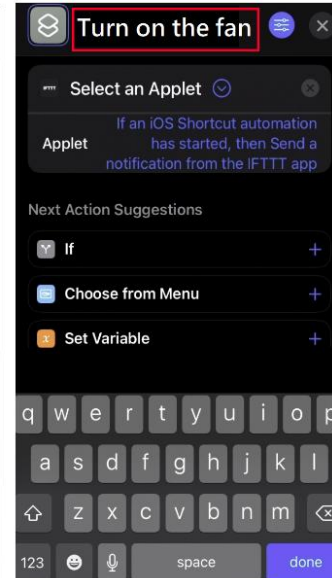 Turn on the fan
IFTTT Select an Applet
Applet If an iOS Shortcut automation
has started, then Send a
notification from the IFTTT app
Next Action Suggestions
If
Choose from Menu
x Set Variable
q w e r t y u i o p
a s d f g h j k l
z x c v b n m
123 space done